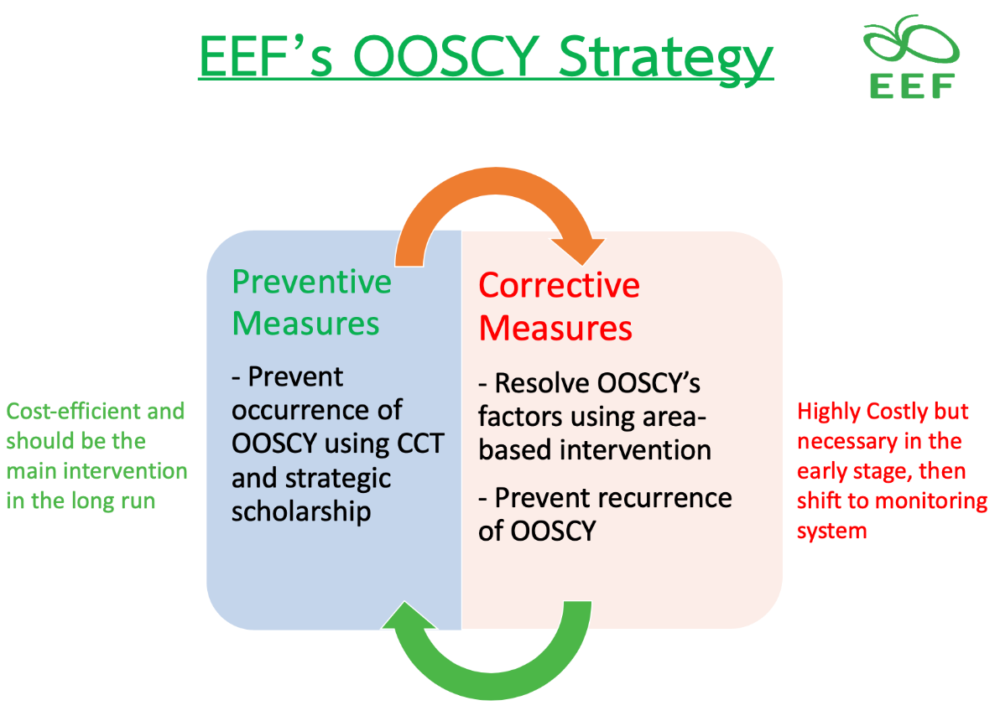 EEF's OOSCY Strategy
EEF
Preventive
Measures
- Prevent
occurrence of
OOSCY using CCT
and strategic
scholarship
Corrective
Measures
- Resolve OOSCY's
factors using area-
based intervention
- Prevent recurrence
of OOSCY
Cost-efficient and
should be the
main intervention
in the long run
Highly Costly but
necessary in the
early stage, then
shift to monitoring
system